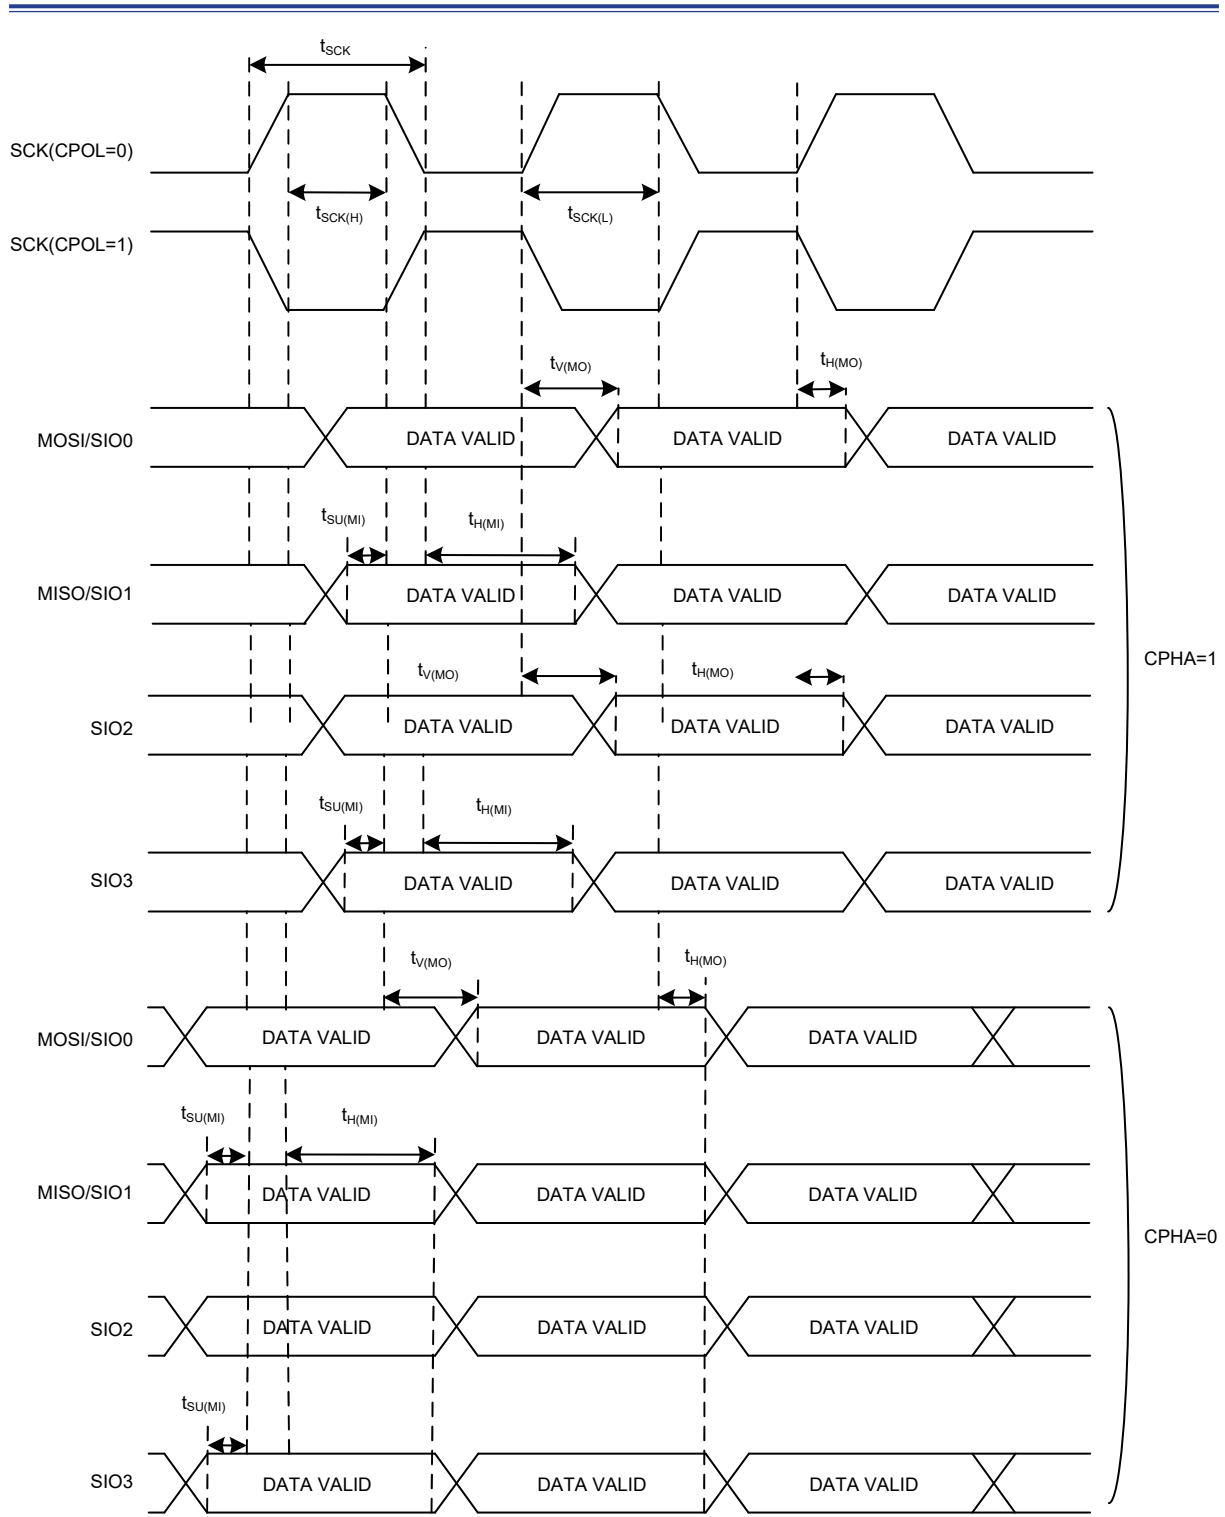 tSCK
SCK(CPOL=0)
tSCK(H)
tSCK(L)
SCK(CPOL=1)
tV(MO)
tH(MO)
MOSI/SIO0
DATA VALID
DATA VALID
DATA VALID
tSU(MI)
tH(MI)
MISO/SIO1
DATA VALID
DATA VALID
DATA VALID
CPHA=1
tV(MO)
tH(MO)
SIO2
DATA VALID
DATA VALID
DATA VALID
tSU(MI)
tH(MI)
SIO3
DATA VALID
DATA VALID
DATA VALID
tV(MO)
tH(MO)
MOSI/SIO0
DATA VALID
DATA VALID
DATA VALID
tSU(MI)
tH(MI)
MISO/SIO1
DATA VALID
DATA VALID
DATA VALID
CPHA=0
SIO2
DATA VALID
DATA VALID
DATA VALID
tSU(MI)
SIO3
DATA VALID
DATA VALID
DATA VALID